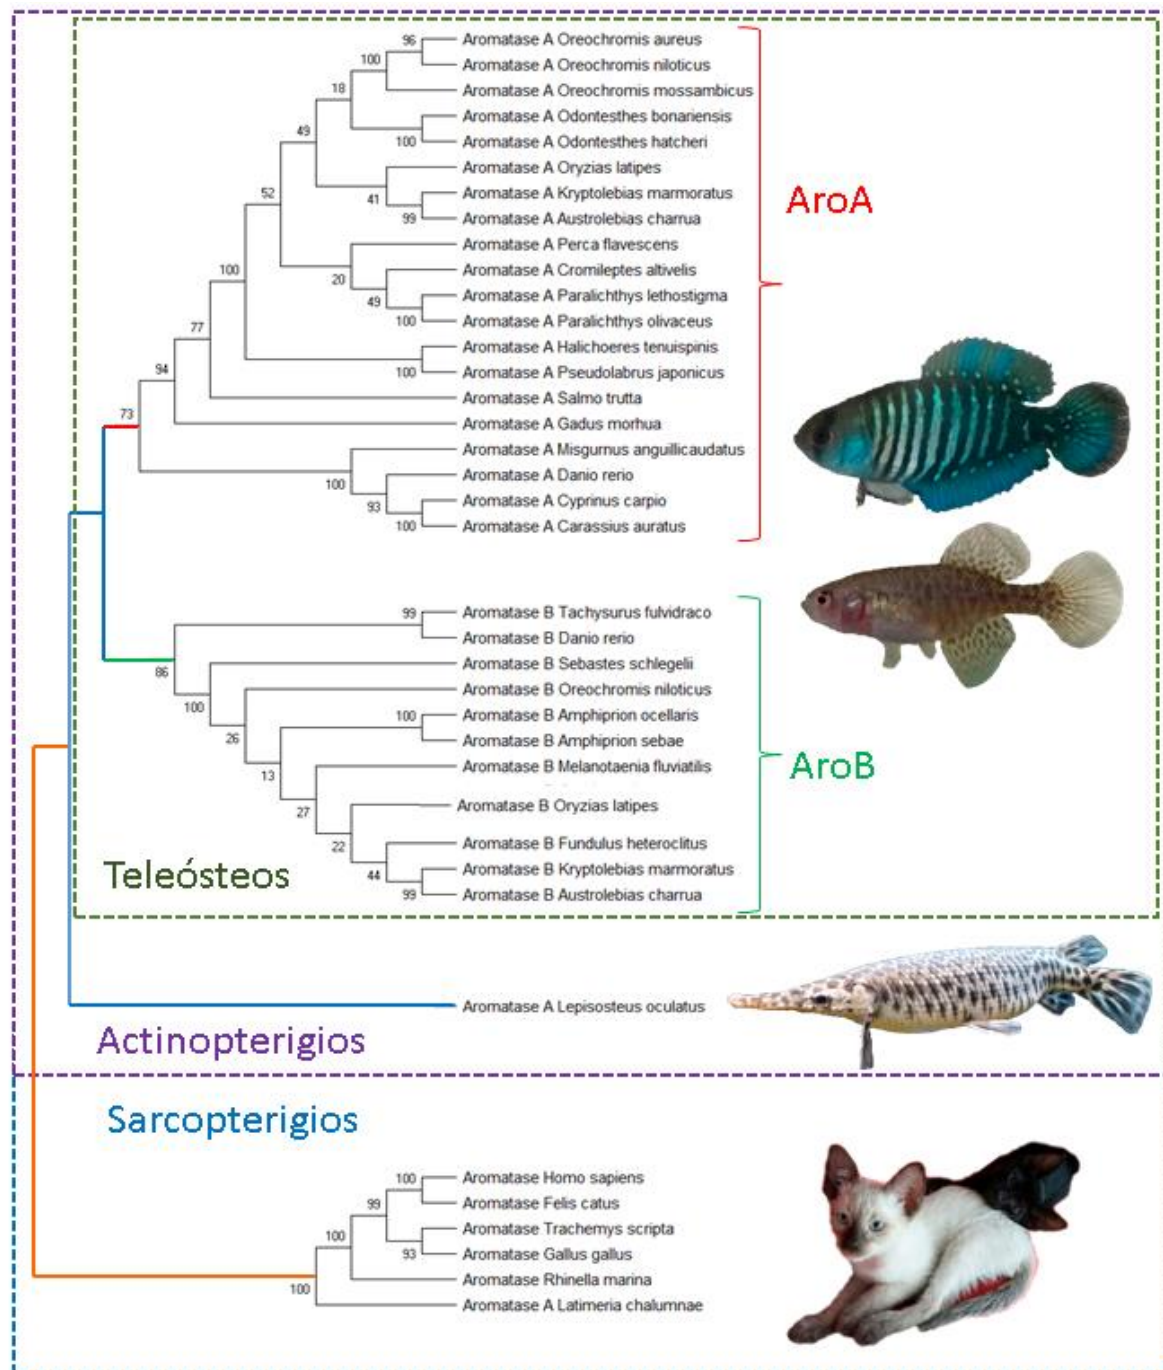 96
Aromatase A Oreochromis aureus
100
Aromatase A Oreochromis niloticus
18
Aromatase A Oreochromis mossambicus
49
Aromatase A Odontesthes bonariensis
100
Aromatase A Odontesthes hatcheri
52
Aromatase A Oryzias latipes
41
Aromatase A Kryptolebias marmoratus
99
Aromatase A Austrolebias charrua
AroA
100
Aromatase A Perca flavescens
20
Aromatase A Cromileptes altivelis
49
Aromatase A Paralichthys lethostigma
100
Aromatase A Paralichthys olivaceus
77
Aromatase A Halichoeres tenuispinis
100
Aromatase A Pseudolabrus japonicus
94
Aromatase A Salmo trutta
73
Aromatase A Gadus morhua
Aromatase A Misgurnus anguillicaudatus
100
Aromatase A Danio rerio
93
Aromatase A Cyprinus carpio
100
Aromatase A Carassius auratus
99
Aromatase B Tachysurus fulvidraco
Aromatase B Danio rerio
86
Aromatase B Sebastes schlegelii
100
Aromatase B Oreochromis niloticus
26
100
Aromatase B Amphiprion ocellaris
Aromatase B Amphiprion sebae
13
Aromatase B Melanotaenia fluviatilis
AroB
27
Aromatase B Oryzias latipes
22
Aromatase B Fundulus heteroclitus
44
Aromatase B Kryptolebias marmoratus
99
Aromatase B Austrolebias charrua
Teleósteos
Aromatase A Lepisosteus oculatus
Actinopterigios
Sarcopterigios
100
Aromatase Homo sapiens
99
Aromatase Felis catus
Aromatase Trachemys scripta
100
93
Aromatase Gallus gallus
Aromatase Rhinella marina
100
Aromatase A Latimeria chalumnae